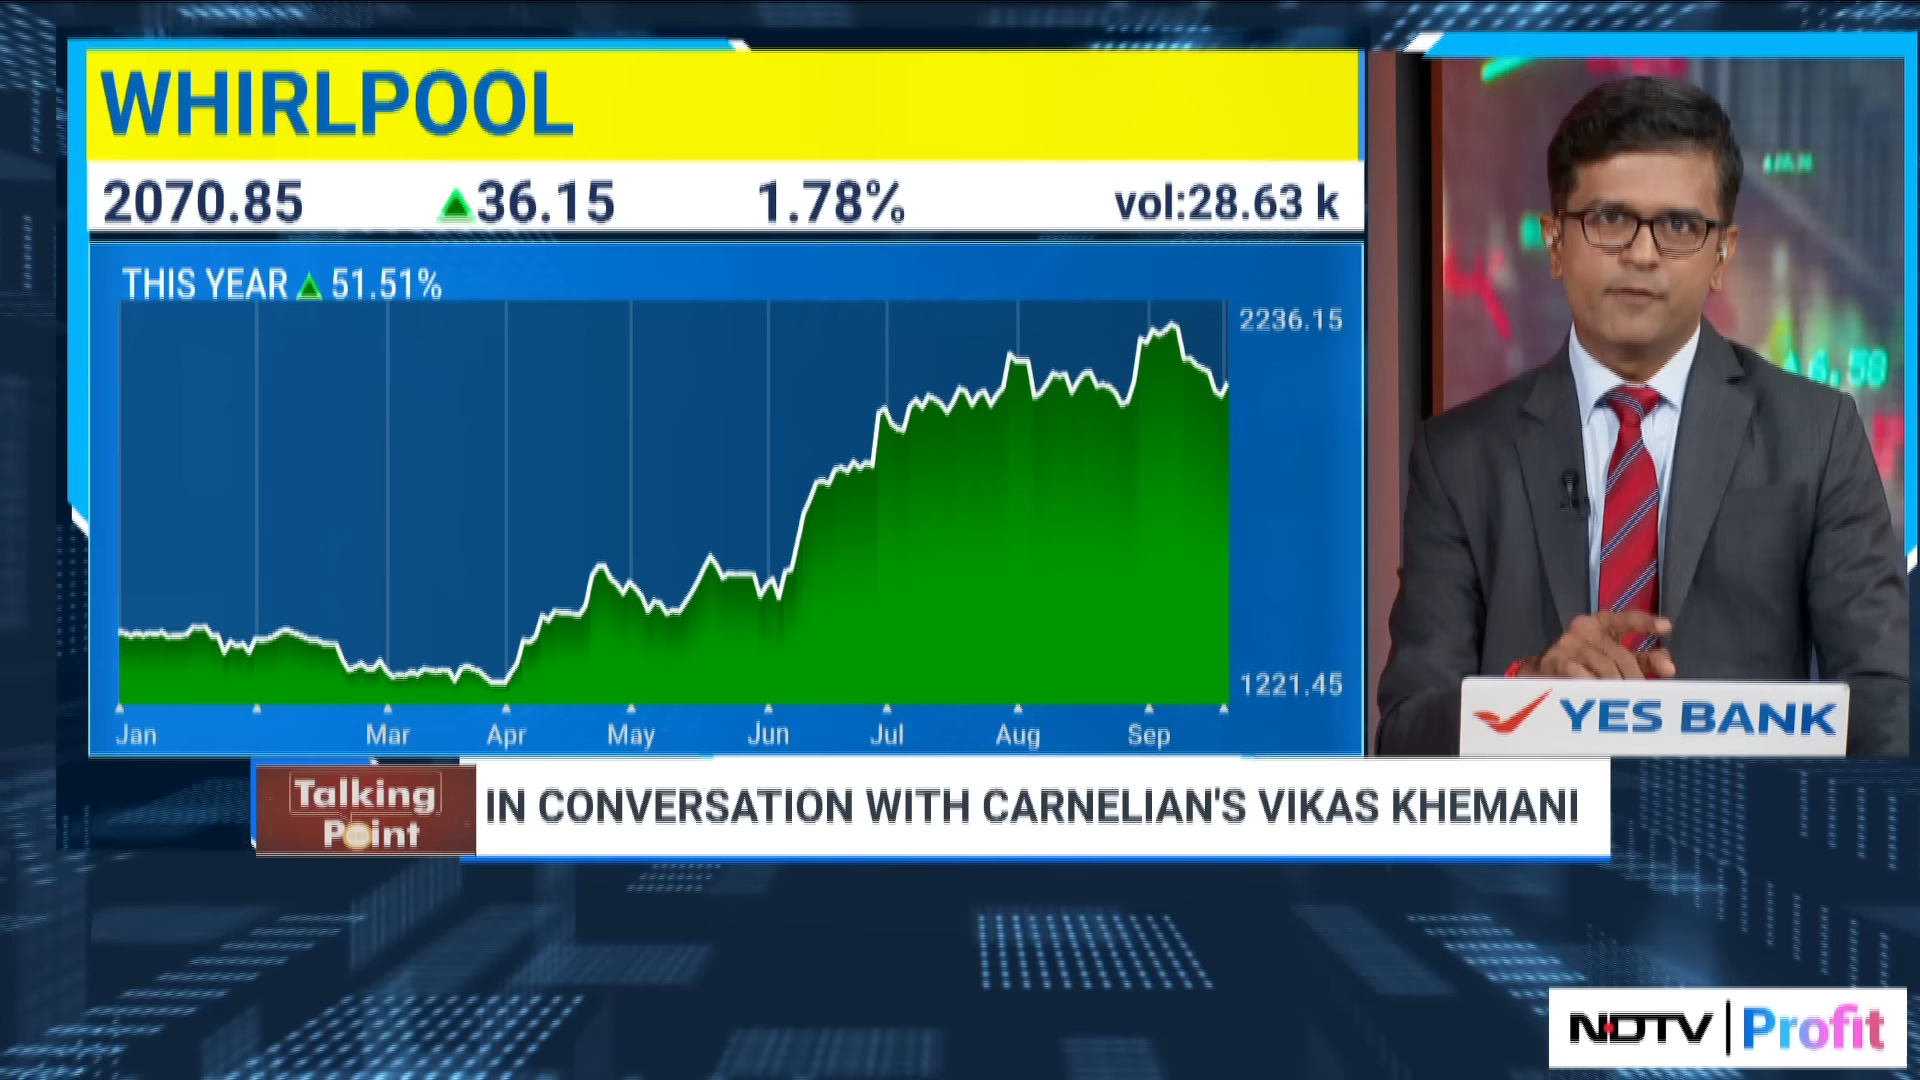 WHIRLPOOL
2070.85 ▲36.15 1.78% vol:28.63 k
THIS YEAR ▲ 51.51%
2236.15
1221.45
Jan Mar Apr May Jun Jul Aug Sep
6.58
YES BANK
Talking
Point
IN CONVERSATION WITH CARNELIAN'S VIKAS KHEMANI
NDTV | Profit